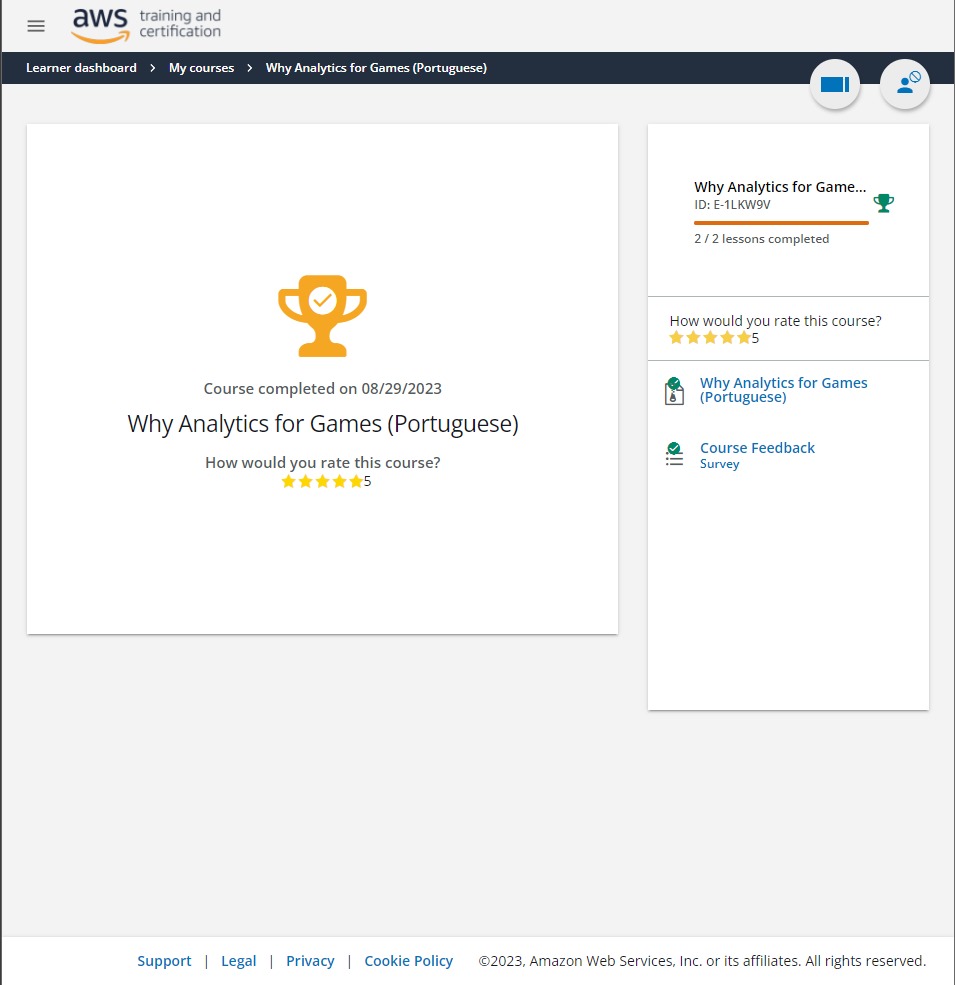 aws training and
certification
Learner dashboard > My courses > Why Analytics for Games (Portuguese)
Course completed on 08/29/2023
Why Analytics for Games (Portuguese)
How would you rate this course?
5
Why Analytics for Game...
ID: E-1LKW9V
2 / 2 lessons completed
How would you rate this course?
5
Why Analytics for Games
(Portuguese)
Course Feedback
Survey
Support | Legal | Privacy | Cookie Policy ©2023, Amazon Web Services, Inc. or its affiliates. All rights reserved.